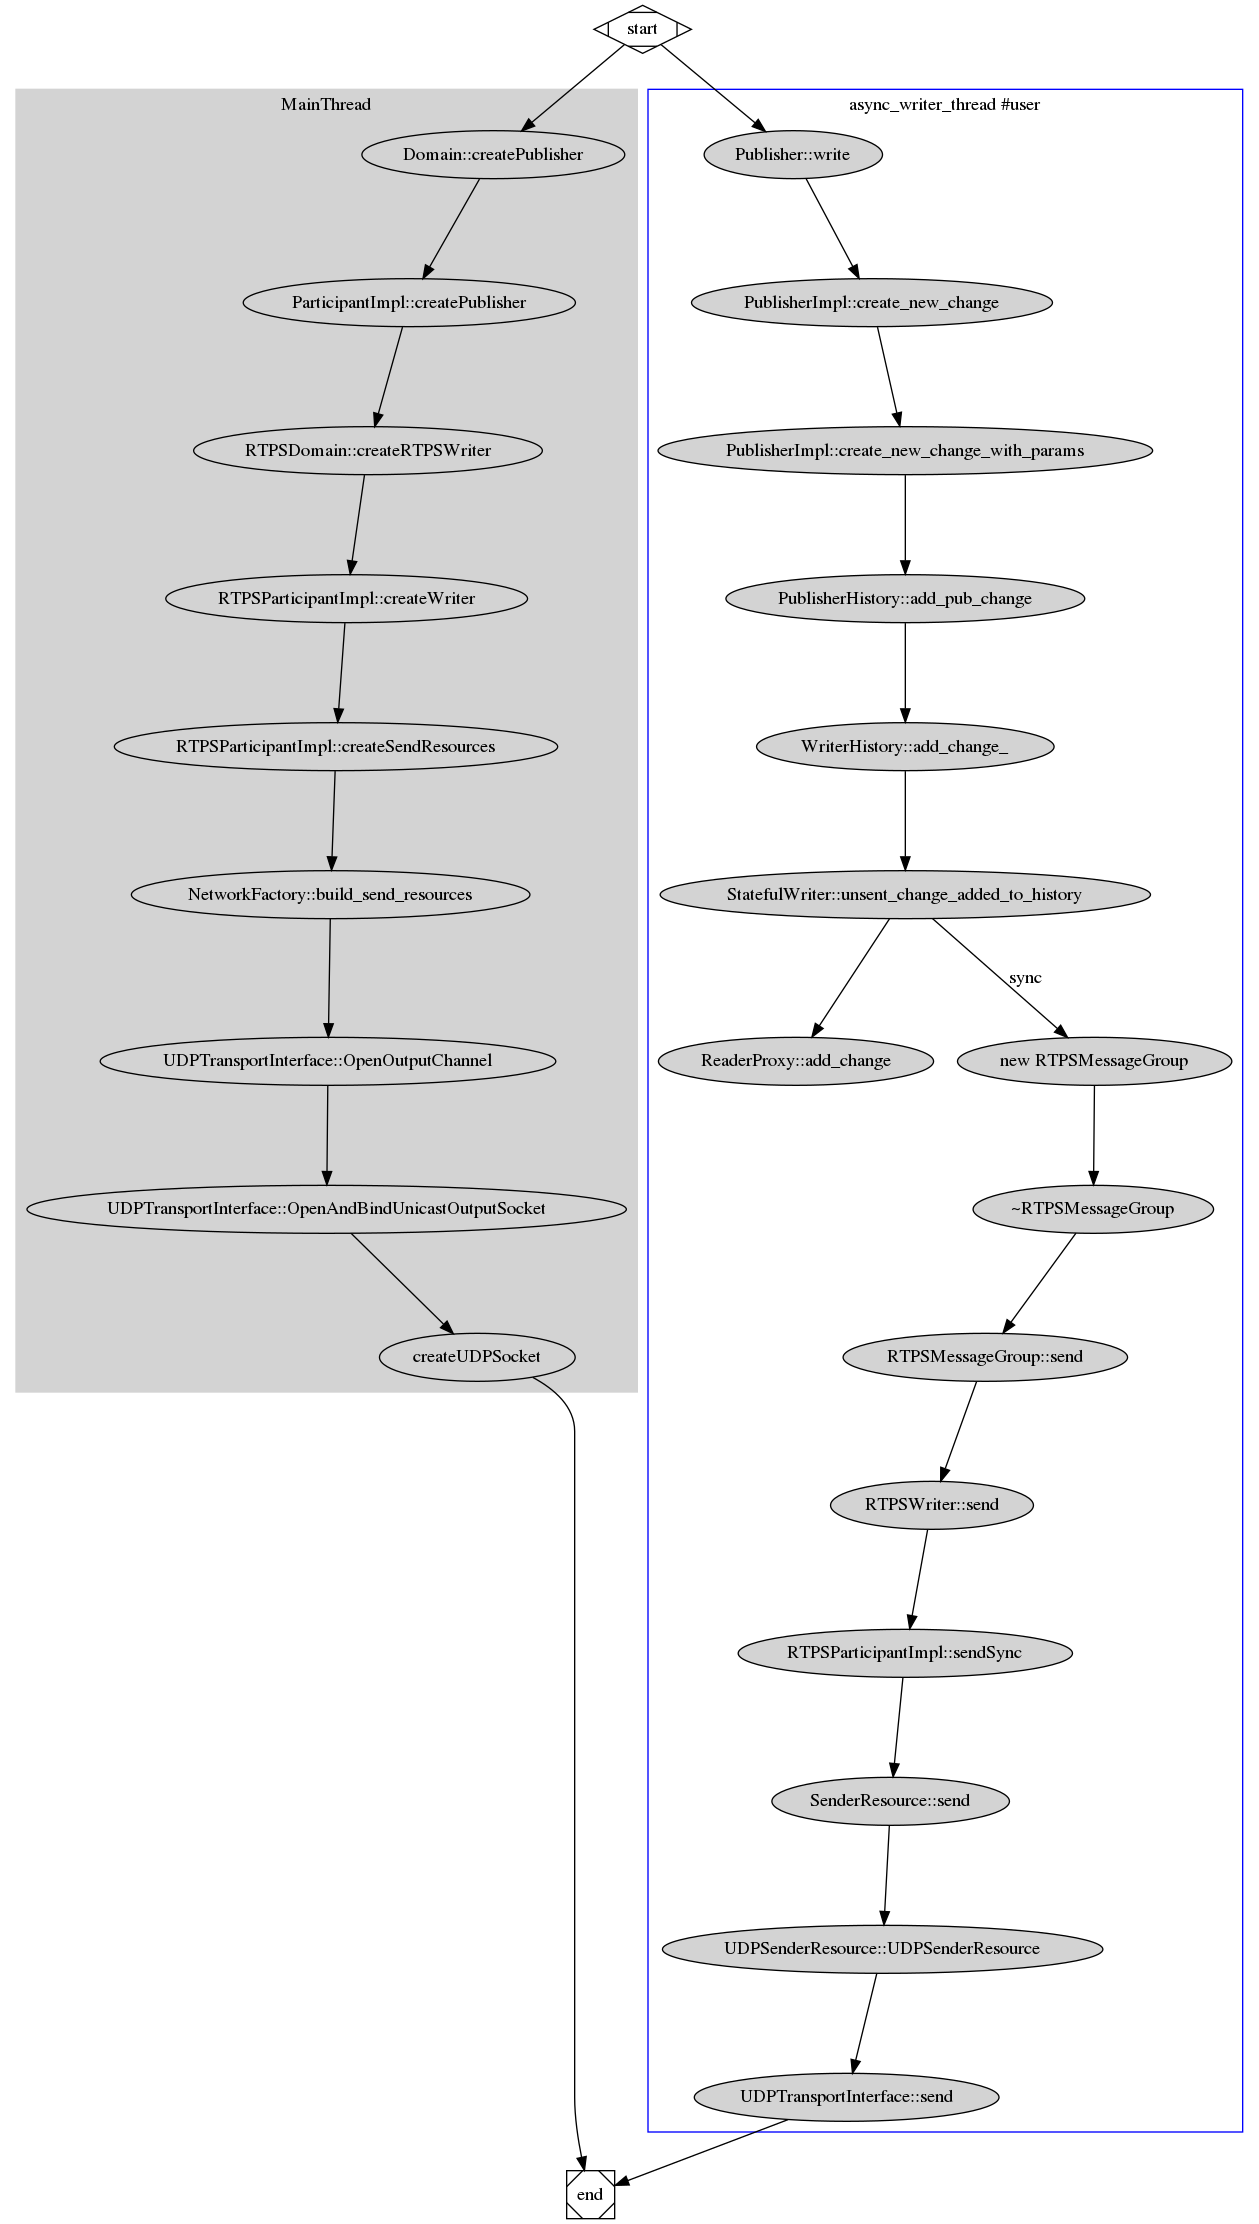 start
MainThread
Domain::createPublisher
ParticipantImpl::createPublisher
RTPSDomain::createRTPSWriter
RTPSParticipantImpl::createWriter
RTPSParticipantImpl::createSendResources
NetworkFactory::build_send_resources
UDPTransportInterface::OpenOutputChannel
UDPTransportInterface::OpenAndBindUnicastOutputSocket
createUDPSocket
async_writer_thread #user
Publisher::write
PublisherImpl::create_new_change
PublisherImpl::create_new_change_with_params
PublisherHistory::add_pub_change
WriterHistory::add_change_
StatefulWriter::unsent_change_added_to_history
sync
ReaderProxy::add_change
new RTPSMessageGroup
~RTPSMessageGroup
RTPSMessageGroup::send
RTPSWriter::send
RTPSParticipantImpl::sendSync
SenderResource::send
UDPSenderResource::UDPSenderResource
UDPTransportInterface::send
end